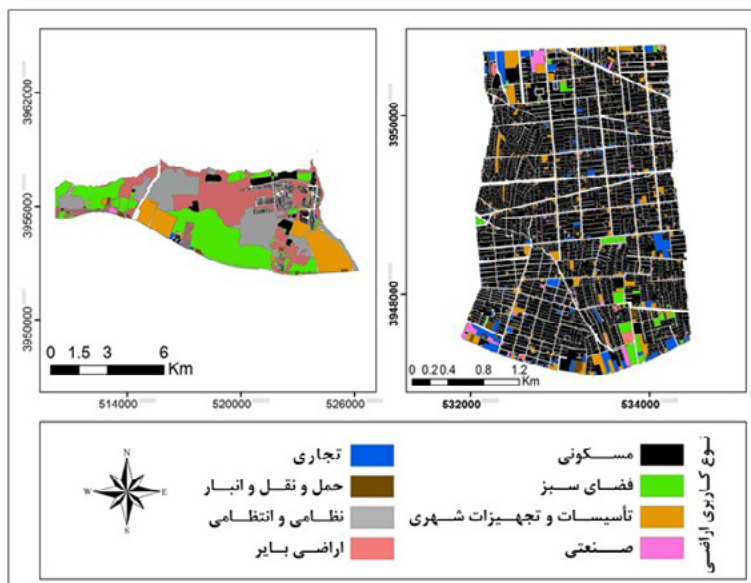 3962000
3956000
3950000
0 1.5 3 6
Km
514000 520000 526000
3950000
3948000
0 0.2 0.4 0.8 1.2
Km
532000 534000
نوع کاربری اراضی
مسکونی
فضای سبز
تأسیسات و تجهیزات شهری
صنعتی
تجاری
حمل و نقل و انبار
نظامی و انتظامی
اراضی بایر
N
W E
S